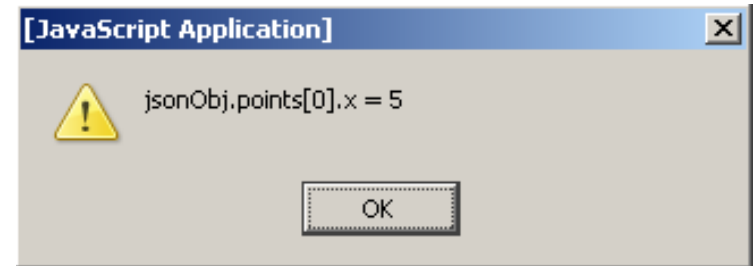 [JavaScript Application]
jsonObj.points[0].x = 5
OK